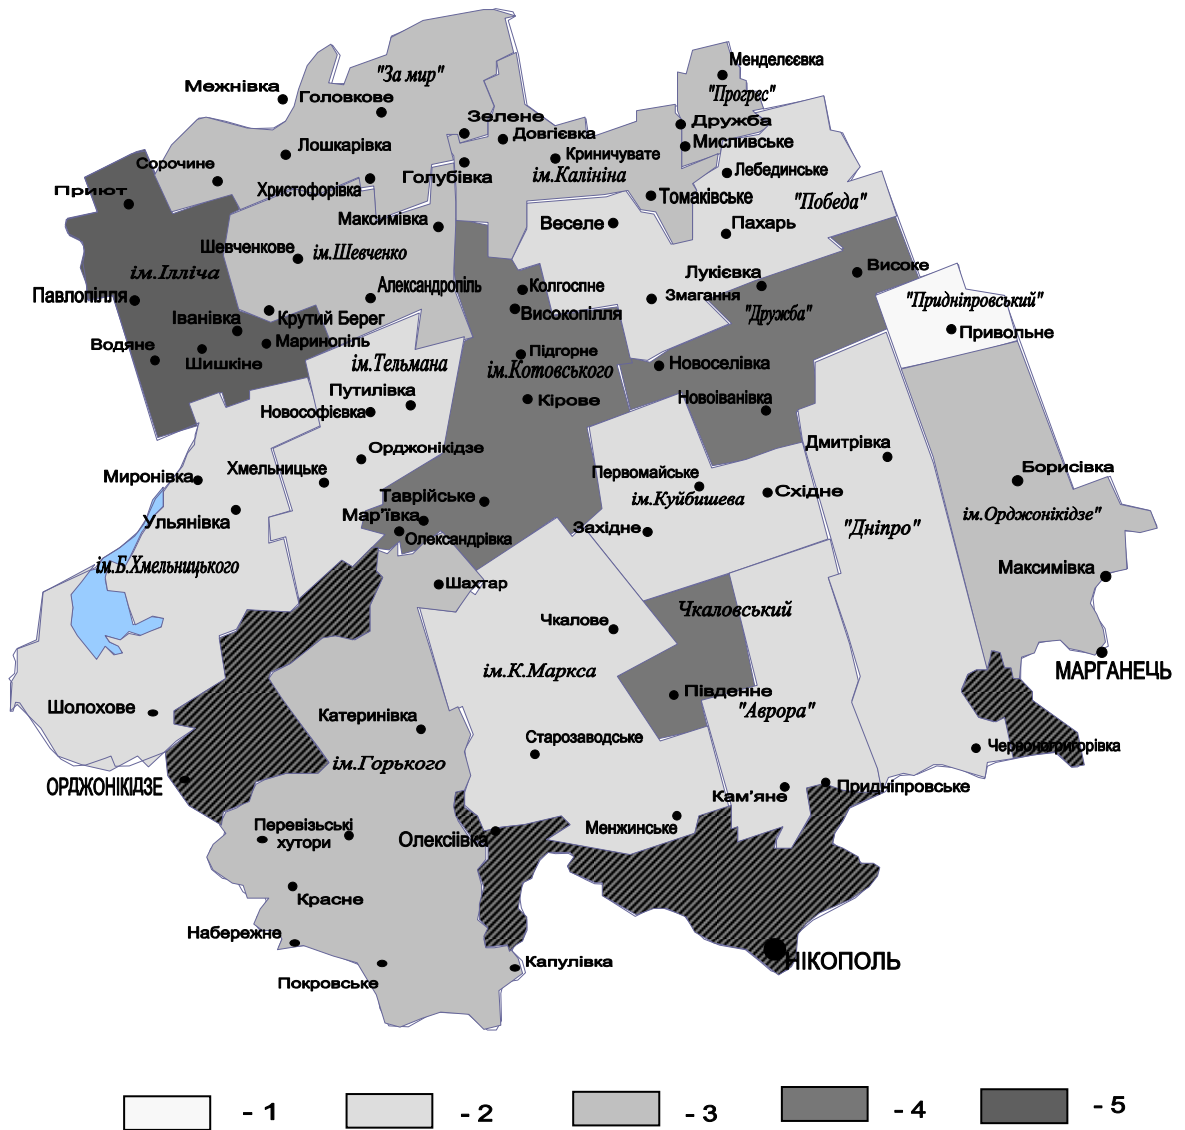 Менделєєвка
"За мир"
Межнівка
Головкове
"Прогрес"
Зелене
Дружба
Довгієвка
Мисливське
Лошкарівка
Криничувате
Сорочине
Голубівка
ім.Калініна
Лебединське
Приют
Христофорівка
Томаківське
"Победа"
Максимівка
Веселе
Пахарь
Шевченкове
ім.Шевченко
ім.Ілліча
Лукієвка
Високе
Александропіль
Колгоспне
Павлопілля
Змагання
"Придніпровський"
Іванівка
Крутий Берег
Високопілля
"Дружба"
Привольне
Водяне
Маринопіль
Шишкіне
ім.Тельмана
Підгорне
ім.Котовського
Новоселівка
Путилівка
Новософієвка
Кірове
Новоіванівка
Орджонікідзе
Дмитрівка
Миронівка
Хмельницьке
Первомайське
Борисівка
Таврійське
ім.Куйбишева
Східне
Ульянівка
Мар'ївка
Західне
"Дніпро"
ім.Орджонікідзе"
Олександрівка
ім.Б.Хмельницького
Шахтар
Максимівка
Чкалове
Чкаловський
ім.К.Маркса
МАРГАНЕЦЬ
Шолохове
Катеринівка
Південне
"Аврора"
Старозаводське
Червоногригорівка
ім.Горького
ОРДЖОНІКІДЗЕ
Кам'яне
Придніпровське
Перевізьські
хутори
Олексіівка
Менжинське
Красне
Набережне
Капулівка
НІКОПОЛЬ
Покровське
- 1
- 2
- 3
- 4
- 5